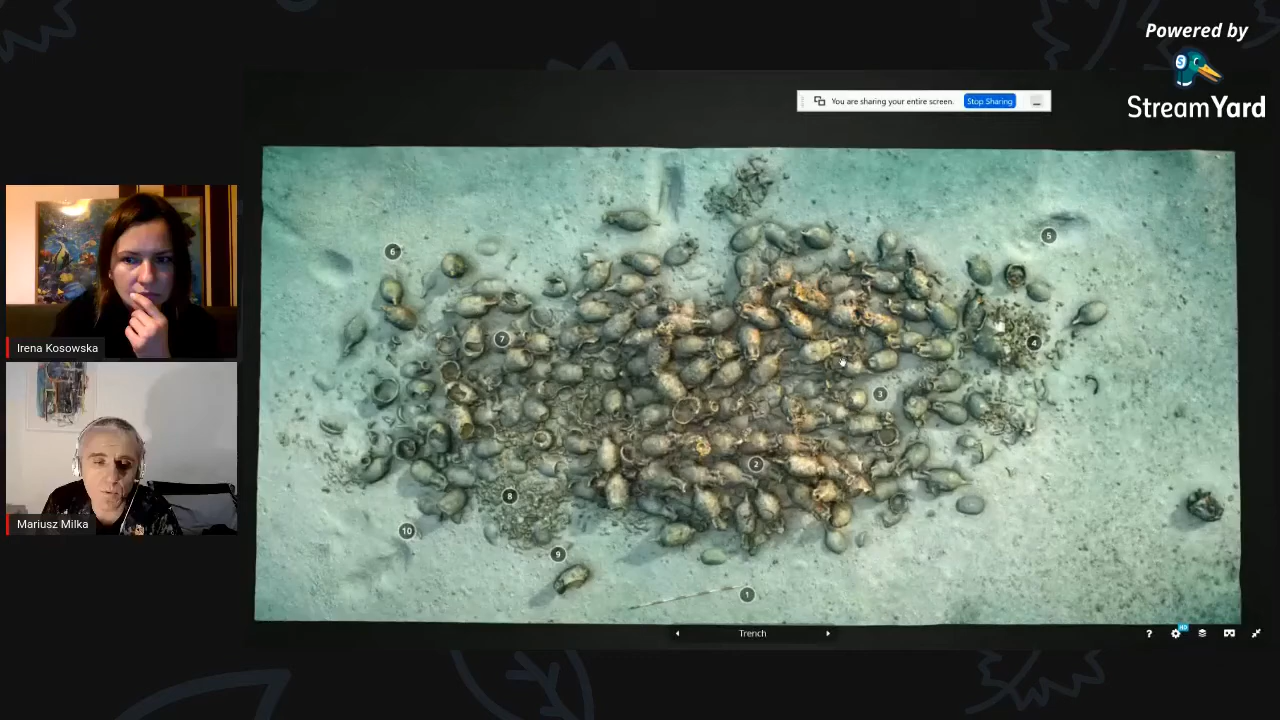 Powered by
StreamYard
You are sharing your entire screen.
Stop Sharing
Irena Kosowska
Mariusz Milka
6
5
7
4
3
2
8
10
9
1
Trench
?
HD